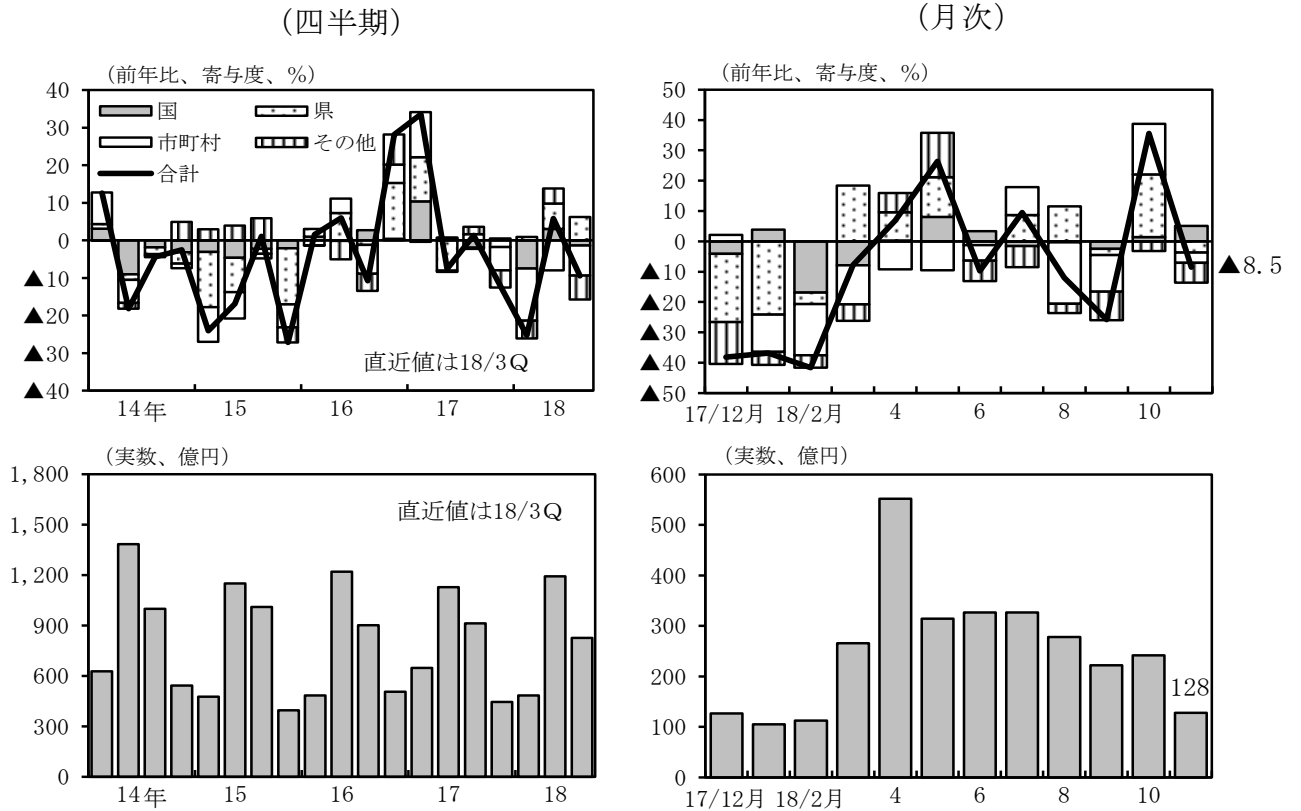 (四半期)
(前年比、寄与度、%)
40
30
20
10
0
▲ 10
▲ 20
▲ 30
▲ 40
国
県
市町村
その他
合計
直近値は18/3Q
14年
15
16
17
18
(月次)
(前年比、寄与度、%)
50
40
30
20
10
0
▲ 10
▲ 20
▲ 30
▲ 40
▲ 50
▲8.5
17/12月
18/2月
4
6
8
10
(実数、億円)
1,800
1,500
1,200
900
600
300
0
直近値は18/3Q
14年
15
16
17
18
(実数、億円)
600
500
400
300
200
100
0
128
17/12月
18/2月
4
6
8
10